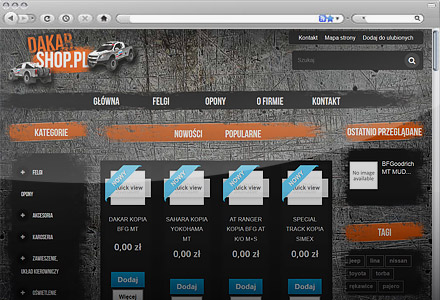 DAKAR
SHOP.PL
Kontakt
Mapa strony
Dodaj do ulubionych
Szukaj
GŁÓWNA
FELGI
OPONY
O FIRMIE
KONTAKT
KATEGORIE
NOWOŚCI
POPULARNE
OSTATNIO PRZEGLĄDANE
+ FELGI
OPONY
+ AKCESORIA
+ KAROSERIA
+ ZAWIESZENIE,
UKŁAD KIEROWNICZY
+ OŚWIETLENIE
NOWY
Quick view
DAKAR KOPIA
BFG MT
0,00 zł
Dodaj
Więcej
NOWY
Quick view
SAHARA KOPIA
YOKOHAMA
MT
0,00 zł
Dodaj
NOWY
Quick view
AT RANGER
KOPIA BFG AT
K/O M+S
0,00 zł
Dodaj
NOWY
Quick view
SPECIAL
TRACK KOPIA
SIMEX
0,00 zł
Dodaj
No image
available
BFGoodrich
MT MUD...
TAGI
jeep
lina
nissan
toyota
torba
rękawice
pajero